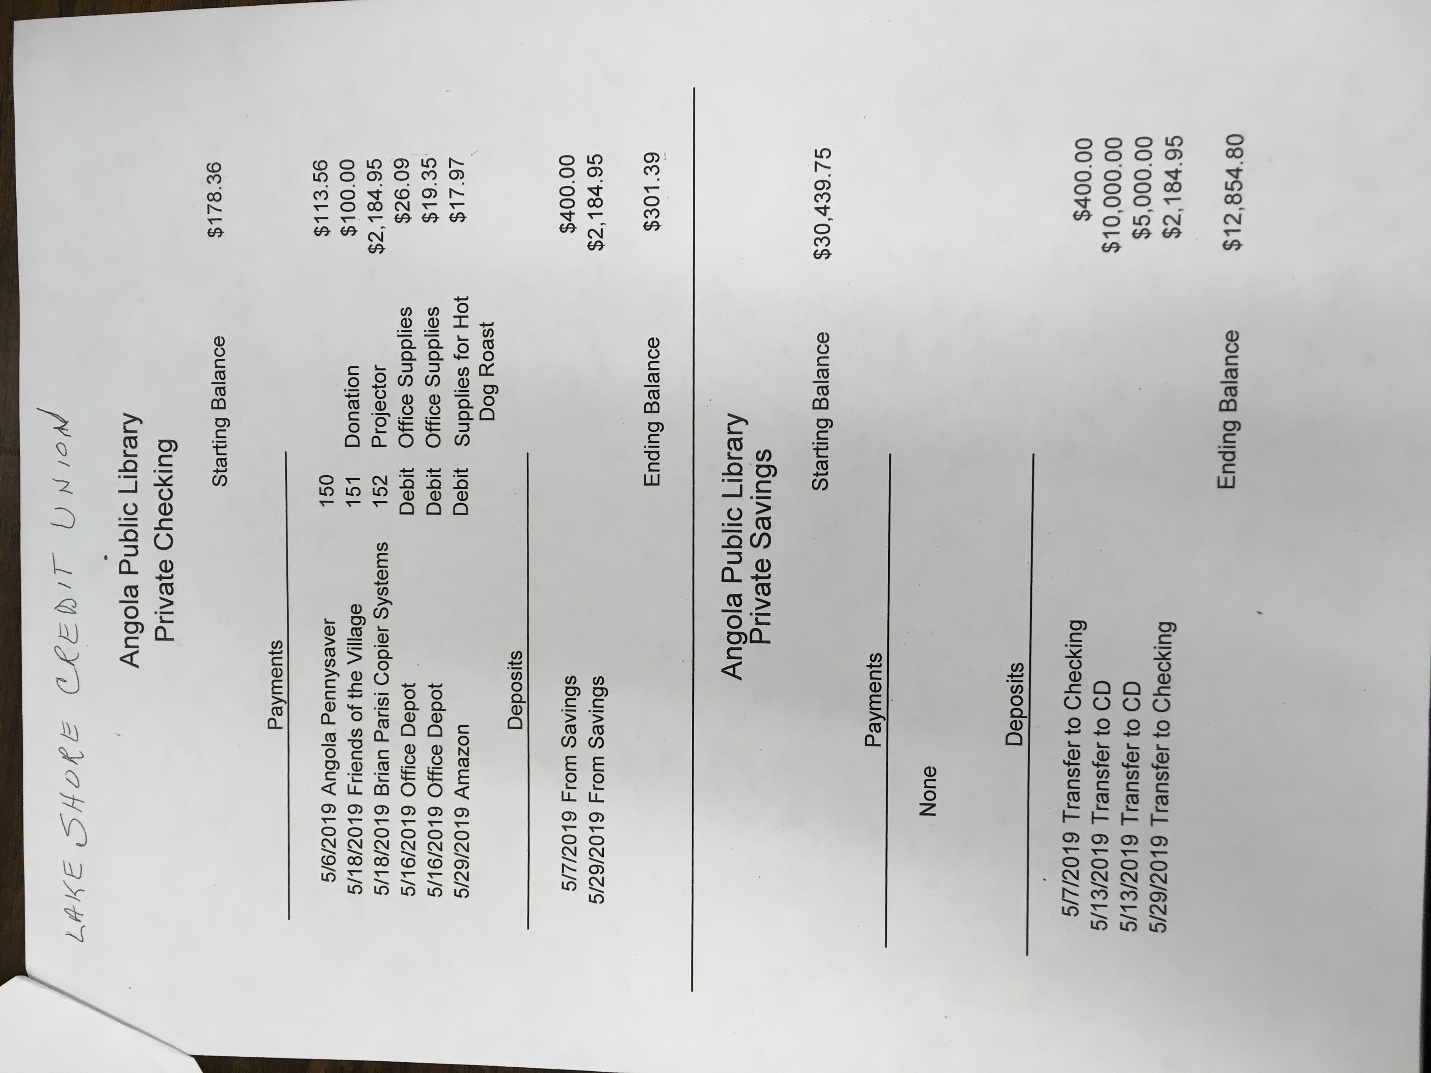 LAKE SHORE CREDIT UNION
Angola Public Library
Private Checking
Starting Balance $178.36
Payments
5/6/2019 Angola Pennysaver 150 $113.56
5/18/2019 Friends of the Village 151 Donation $100.00
5/18/2019 Brian Parisi Copier Systems 152 Projector $2,184.95
5/16/2019 Office Depot Debit Office Supplies $26.09
5/16/2019 Office Depot Debit Office Supplies $19.35
5/29/2019 Amazon Debit Supplies for Hot $17.97
Dog Roast
Deposits
5/7/2019 From Savings $400.00
5/29/2019 From Savings $2,184.95
Ending Balance $301.39
Angola Public Library
Private Savings
Starting Balance $30,439.75
Payments
None
Deposits
5/7/2019 Transfer to Checking $400.00
5/13/2019 Transfer to CD $10,000.00
5/13/2019 Transfer to CD $5,000.00
5/29/2019 Transfer to Checking $2,184.95
Ending Balance $12,854.80